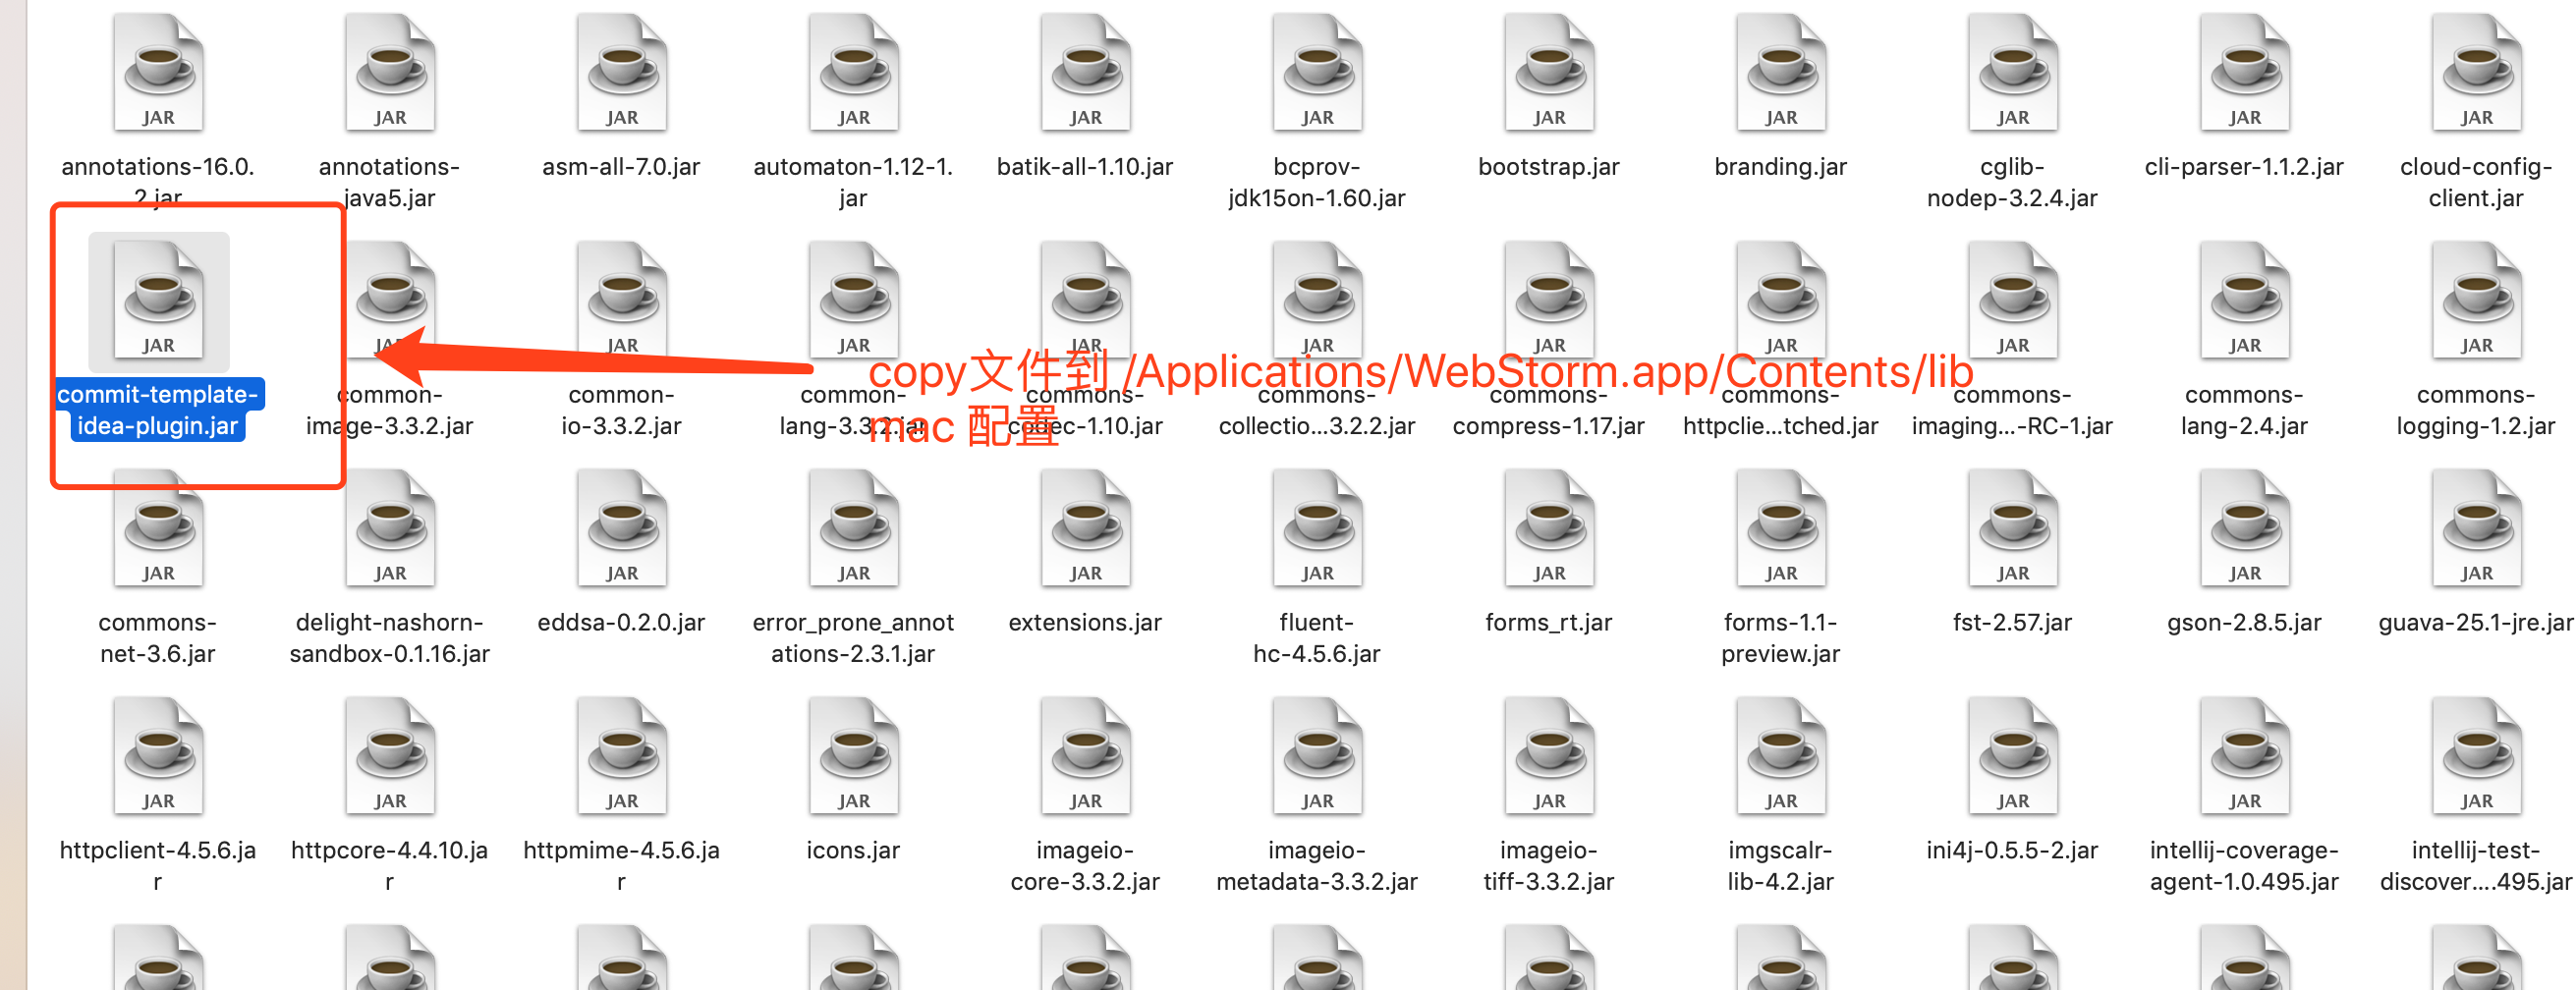 JAR JAR JAR JAR JAR JAR JAR JAR JAR JAR JAR
annotations-16.0. annotations- asm-all-7.0.jar automaton-1.12-1. batik-all-1.10.jar bcprov- bootstrap.jar branding.jar cglib- cli-parser-1.1.2.jar cloud-config-
2.jar java5.jar jar jdk15on-1.60.jar nodep-3.2.4.jar client.jar
JAR JAR JAR JAR JAR JAR JAR JAR JAR JAR JAR
copy文件到 /Applications/WebStorm.app/Contents/lib
mac 配置
commit-template- common- common- common- commons- commons- commons- commons- commons- commons- commons-
idea-plugin.jar image-3.3.2.jar io-3.3.2.jar lang-3.3.2.jar codec-1.10.jar collectio...3.2.2.jar compress-1.17.jar httpclie...tched.jar imaging...-RC-1.jar lang-2.4.jar logging-1.2.jar
JAR JAR JAR JAR JAR JAR JAR JAR JAR JAR JAR
commons- delight-nashorn- eddsa-0.2.0.jar error_prone_annot extensions.jar fluent- forms_rt.jar forms-1.1- fst-2.57.jar gson-2.8.5.jar guava-25.1-jre.jar
net-3.6.jar sandbox-0.1.16.jar ations-2.3.1.jar hc-4.5.6.jar preview.jar
JAR JAR JAR JAR JAR JAR JAR JAR JAR JAR JAR
httpclient-4.5.6.ja httpcore-4.4.10.ja httpmime-4.5.6.ja icons.jar imageio- imageio- imageio- imgscalr- ini4j-0.5.5-2.jar intellij-coverage- intellij-test-
r r r core-3.3.2.jar metadata-3.3.2.jar tiff-3.3.2.jar lib-4.2.jar agent-1.0.495.jar discover....495.jar